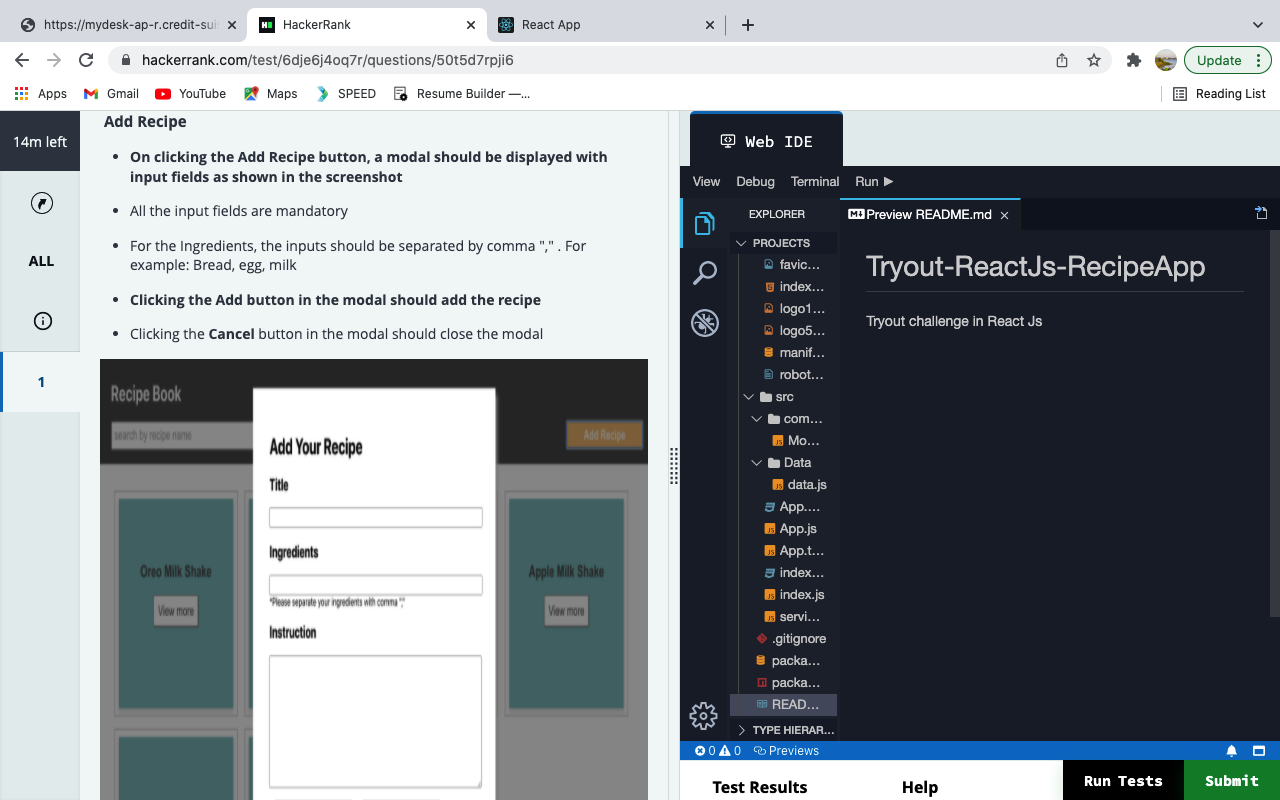 https://mydesk-ap-r.credit-sui
HackerRank
React App
hackerrank.com/test/6dje6j4oq7r/questions/50t5d7rpji6
Update
Apps
Gmail
YouTube
Maps
SPEED
Resume Builder —...
Reading List
14m left
ALL
1
Add Recipe
On clicking the Add Recipe button, a modal should be displayed with
input fields as shown in the screenshot
All the input fields are mandatory
For the Ingredients, the inputs should be separated by comma "," . For
example: Bread, egg, milk
Clicking the Add button in the modal should add the recipe
Clicking the Cancel button in the modal should close the modal
Recipe Book
search by recipe name
Add Recipe
Add Your Recipe
Title
Ingredients
*Please separate your ingredients with comma ","
Instruction
Oreo Milk Shake
View more
Apple Milk Shake
View more
Web IDE
View Debug Terminal Run ▶
EXPLORER
Preview README.md
PROJECTS
favic...
index...
logo1...
logo5...
manif...
robot...
src
com...
Mo...
Data
data.js
App....
App.js
App.t...
index...
index.js
servi...
.gitignore
packa...
packa...
READ...
TYPE HIERAR...
Tryout-ReactJs-RecipeApp
Tryout challenge in React Js
0 0 Previews
Test Results
Help
Run Tests
Submit